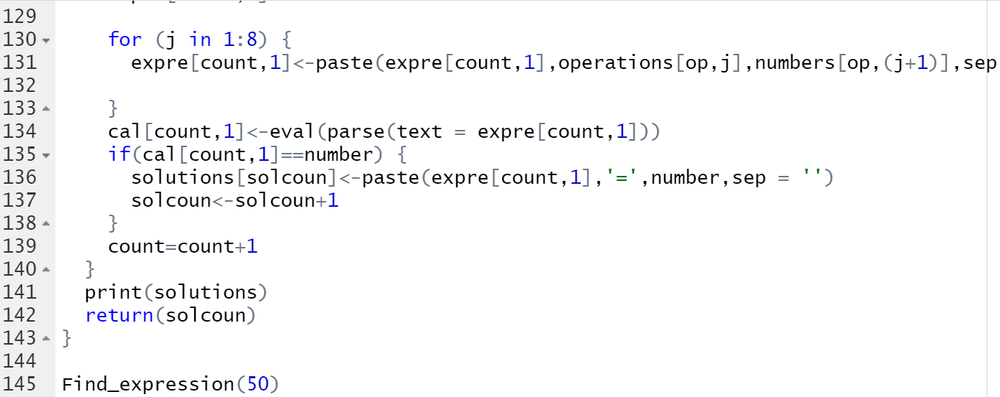 129
130 for (j in 1:8) {
131 expre[count,1]<-paste(expre[count,1],operations[op,j],numbers[op,(j+1)],sep
132
133 }
134 cal[count,1]<-eval(parse(text = expre[count,1]))
135 if(cal[count,1]==number) {
136 solutions[solcoun]<-paste(expre[count,1],'=',number,sep = '')
137 solcoun<-solcoun+1
138 }
139 count=count+1
140 }
141 print(solutions)
142 return(solcoun)
143 }
144
145 Find_expression(50)